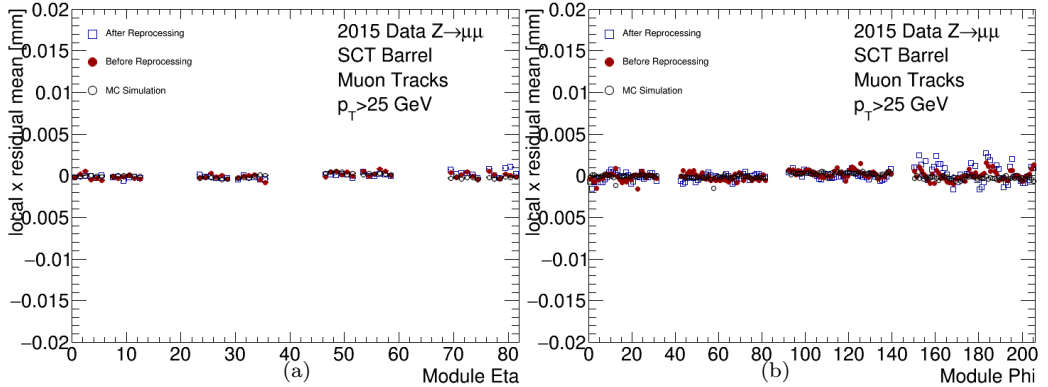 local x residual mean [mm]
0.02
0.015
0.01
0.005
0
−0.005
−0.01
−0.015
−0.02
After Reprocessing
Before Reprocessing
MC Simulation
2015 Data Z→μμ
SCT Barrel
Muon Tracks
p_T>25 GeV
0 10 20 30 40 50 60 70 80
Module Eta
(a)
local x residual mean [mm]
0.02
0.015
0.01
0.005
0
−0.005
−0.01
−0.015
−0.02
After Reprocessing
Before Reprocessing
MC Simulation
2015 Data Z→μμ
SCT Barrel
Muon Tracks
p_T>25 GeV
0 20 40 60 80 100 120 140 160 180 200
Module Phi
(b)